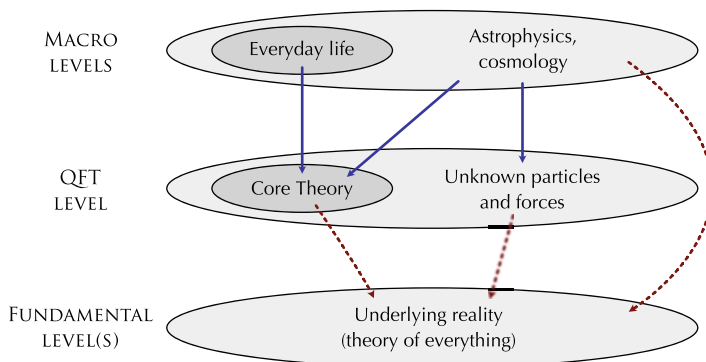 MACRO
LEVELS
Everyday life
Astrophysics,
cosmology
QFT
LEVEL
Core Theory
Unknown particles
and forces
FUNDAMENTAL
LEVEL(S)
Underlying reality
(theory of everything)